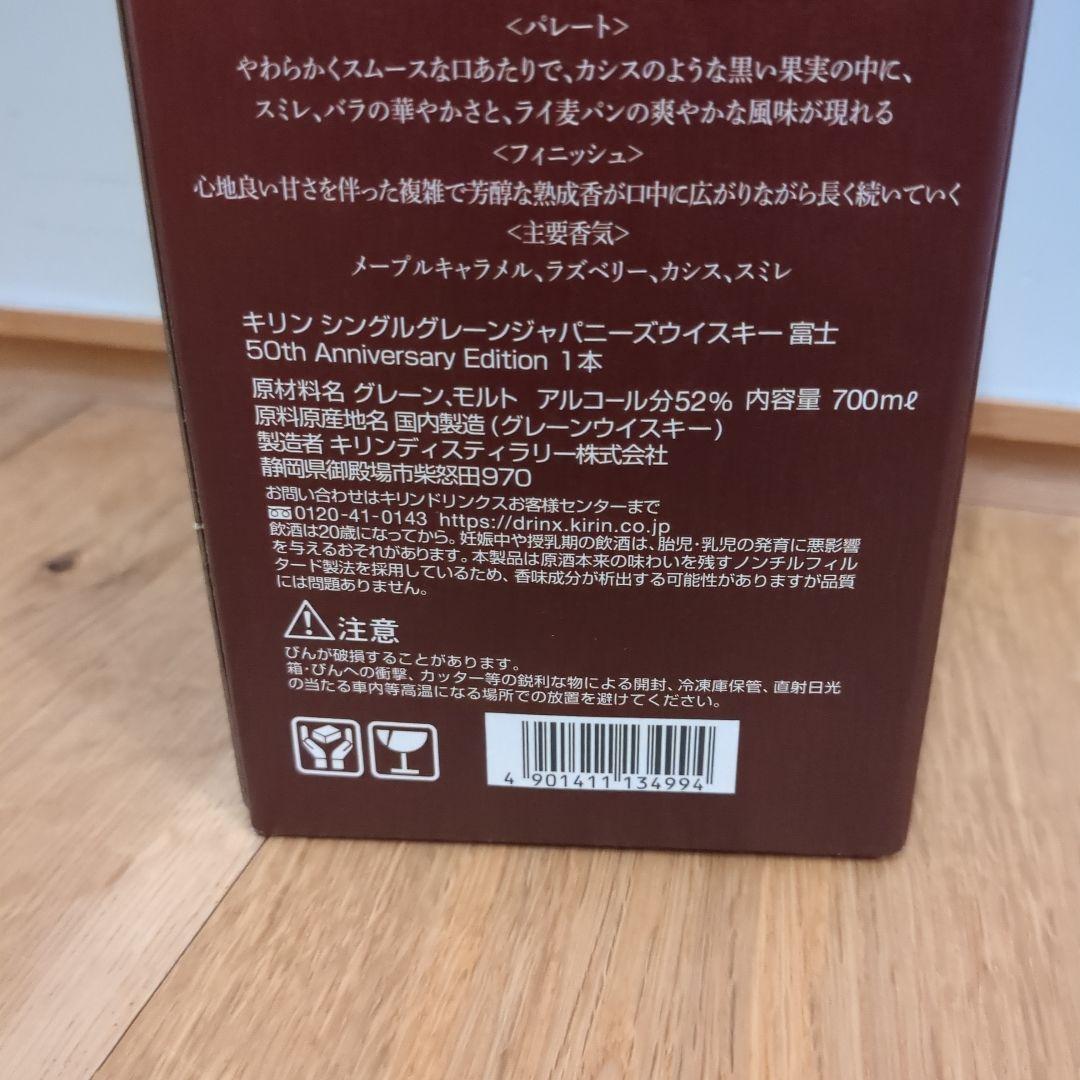 <パレート>
やわらかくスムースな口あたりで、カシスのような黒い果実の中に、
スミレ、バラの華やかさと、ライ麦パンの爽やかな風味が現れる
<フィニッシュ>
心地良い甘さを伴った複雑で芳醇な熟成香が口中に広がりながら長く続いていく
<主要香気>
メープルキャラメル、ラズベリー、カシス、スミレ
キリン シングルグレーンジャパニーズウイスキー 富士
50th Anniversary Edition 1本
原材料名 グレーン、モルト アルコール分52% 内容量 700mℓ
原料原産地名 国内製造(グレーンウイスキー)
製造者 キリンディスティラリー株式会社
静岡県御殿場市柴怒田970
お問い合わせはキリンドリンクスお客様センターまで
0120-41-0143 https://drinx.kirin.co.jp
飲酒は20歳になってから。妊娠中や授乳期の飲酒は、胎児・乳児の発育に悪影響
を与えるおそれがあります。本製品は原酒本来の味わいを残すノンチルフィル
タード製法を採用しているため、香味成分が析出する可能性がありますが品質
には問題ありません。
注意
びんが破損することがあります。
箱・びんへの衝撃、カッター等の鋭利な物による開封、冷凍庫保管、直射日光
の当たる車内等高温になる場所での放置を避けてください。
4 901411 134994